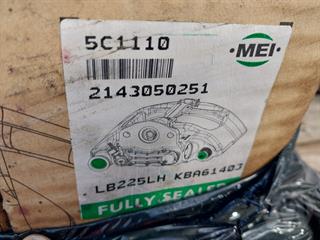 5C1110
MEI
2143050251
LB225LH KBA61403
FULLY SEALED